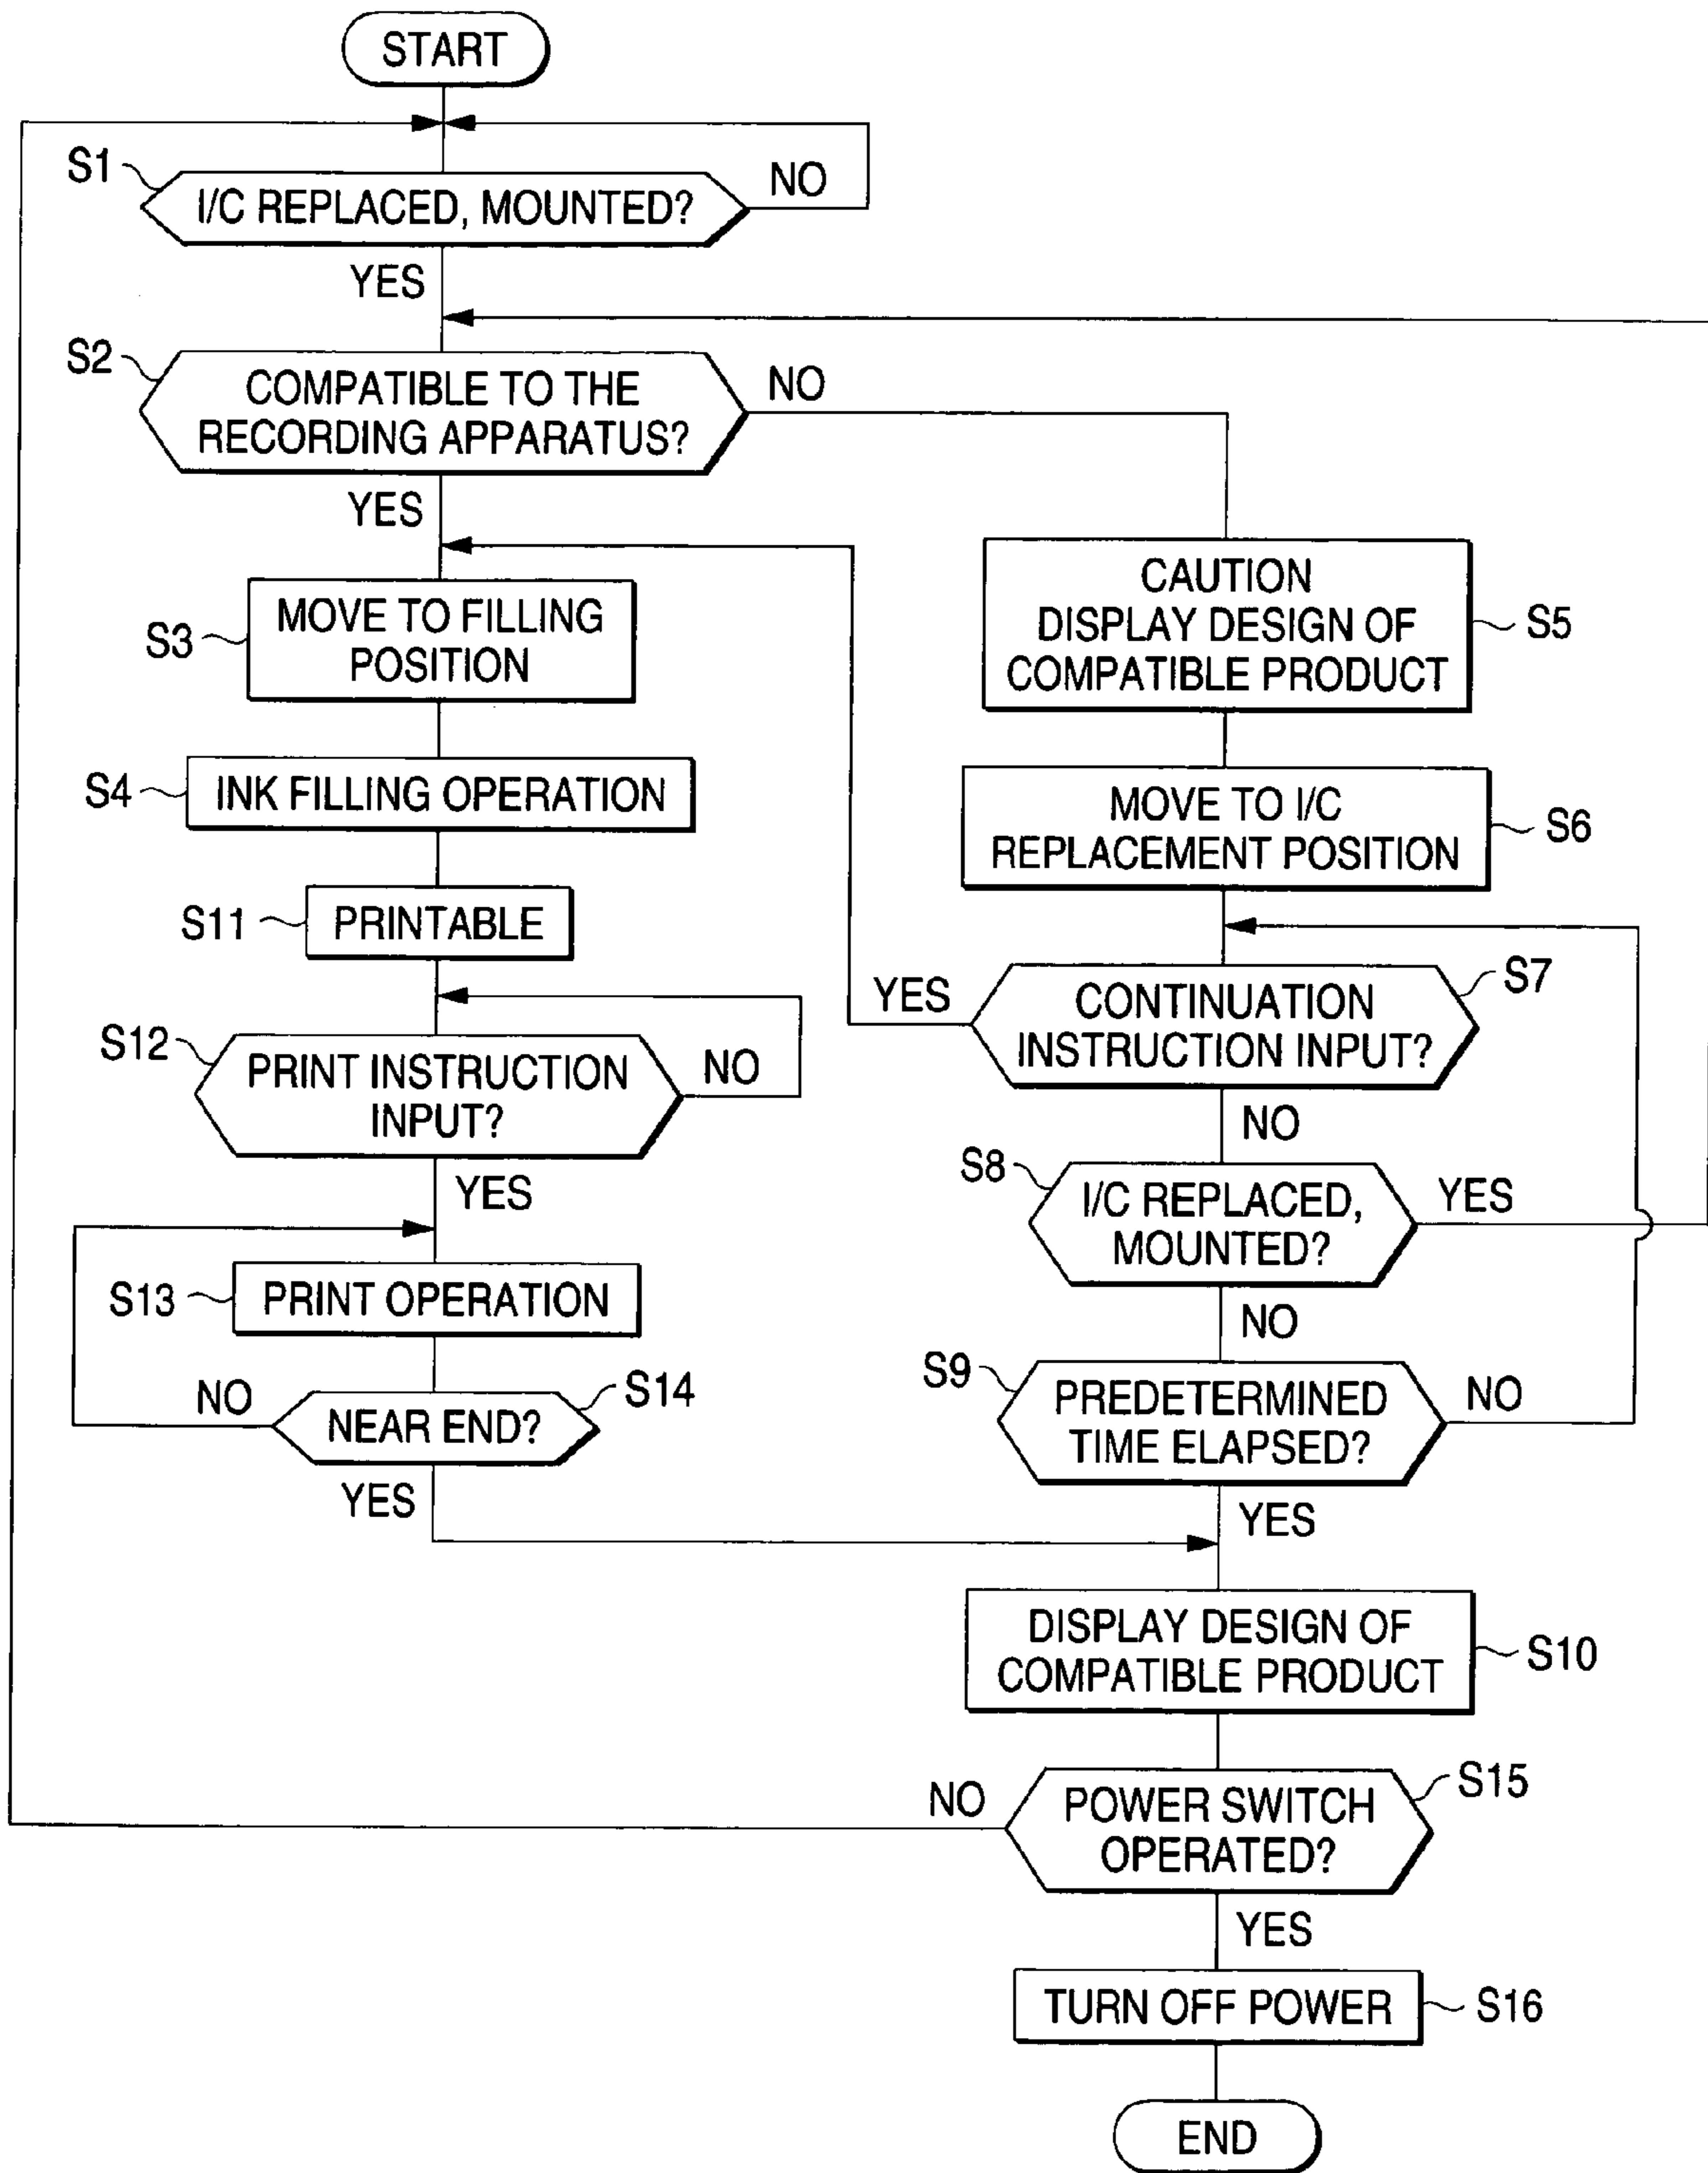 START
S1
I/C REPLACED, MOUNTED?
NO
YES
S2
COMPATIBLE TO THE
RECORDING APPARATUS?
NO
YES
S3
MOVE TO FILLING
POSITION
S4
INK FILLING OPERATION
S11
PRINTABLE
S12
PRINT INSTRUCTION
INPUT?
NO
YES
S13
PRINT OPERATION
S14
NEAR END?
NO
YES
CAUTION
DISPLAY DESIGN OF
COMPATIBLE PRODUCT
S5
MOVE TO I/C
REPLACEMENT POSITION
S6
S7
YES
CONTINUATION
INSTRUCTION INPUT?
NO
S8
I/C REPLACED,
MOUNTED?
YES
NO
S9
PREDETERMINED
TIME ELAPSED?
NO
YES
DISPLAY DESIGN OF
COMPATIBLE PRODUCT
S10
NO
POWER SWITCH
OPERATED?
S15
YES
TURN OFF POWER
S16
END